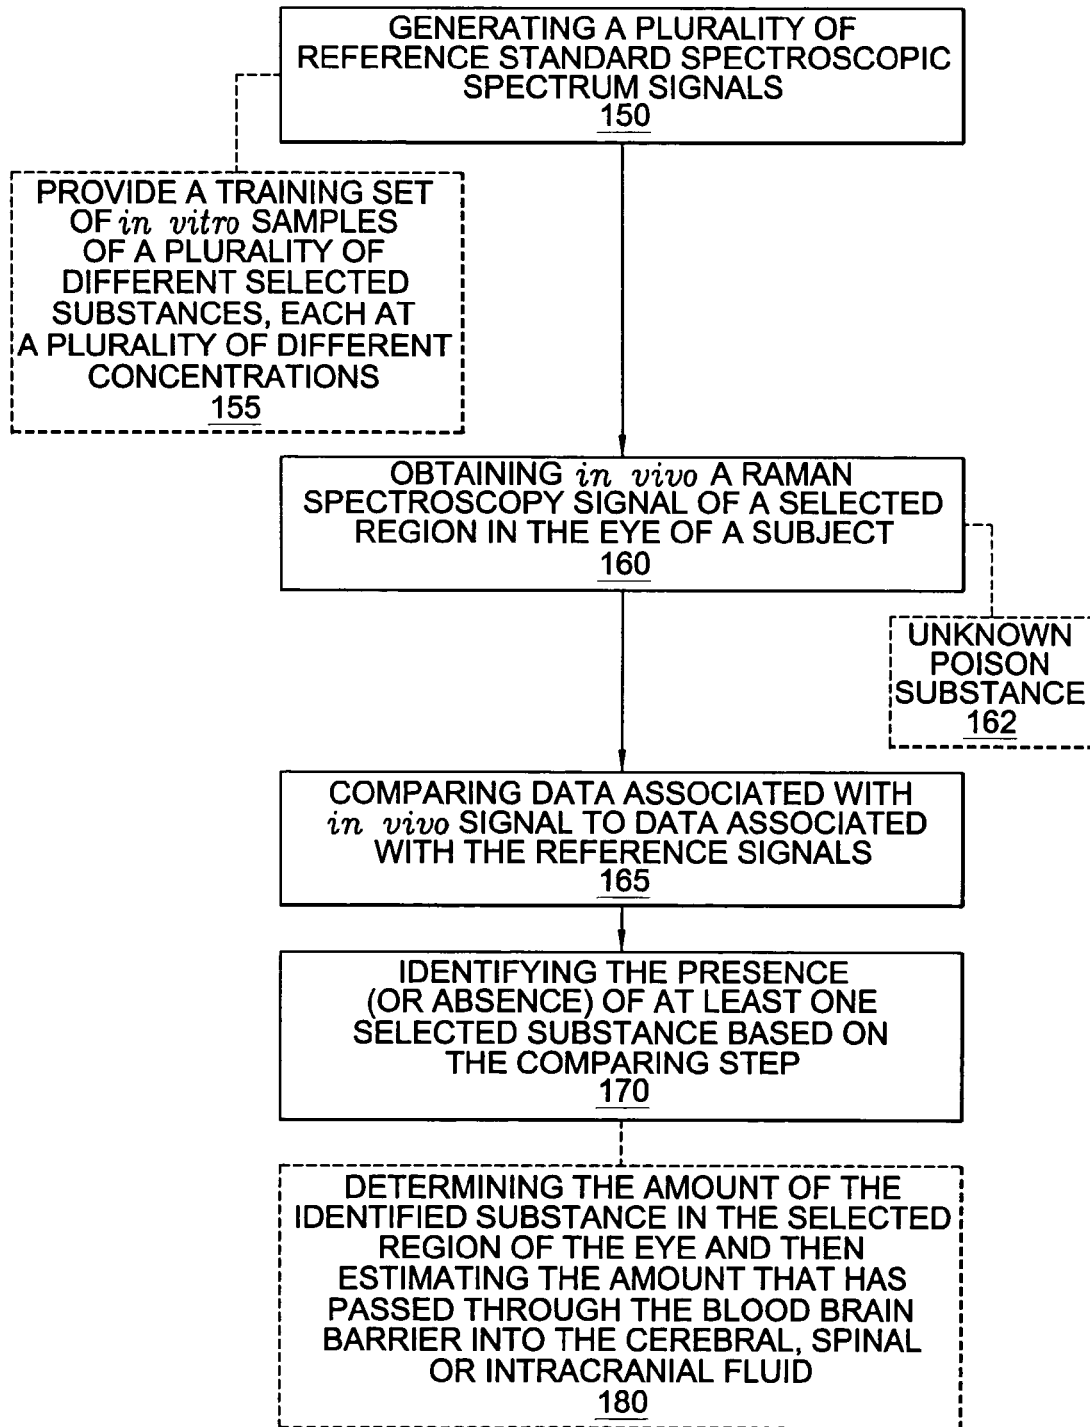 GENERATING A PLURALITY OF
REFERENCE STANDARD SPECTROSCOPIC
SPECTRUM SIGNALS
150
PROVIDE A TRAINING SET
OF in vitro SAMPLES
OF A PLURALITY OF
DIFFERENT SELECTED
SUBSTANCES, EACH AT
A PLURALITY OF DIFFERENT
CONCENTRATIONS
155
OBTAINING in vivo A RAMAN
SPECTROSCOPY SIGNAL OF A SELECTED
REGION IN THE EYE OF A SUBJECT
160
UNKNOWN
POISON
SUBSTANCE
162
COMPARING DATA ASSOCIATED WITH
in vivo SIGNAL TO DATA ASSOCIATED
WITH THE REFERENCE SIGNALS
165
IDENTIFYING THE PRESENCE
(OR ABSENCE) OF AT LEAST ONE
SELECTED SUBSTANCE BASED ON
THE COMPARING STEP
170
DETERMINING THE AMOUNT OF THE
IDENTIFIED SUBSTANCE IN THE SELECTED
REGION OF THE EYE AND THEN
ESTIMATING THE AMOUNT THAT HAS
PASSED THROUGH THE BLOOD BRAIN
BARRIER INTO THE CEREBRAL, SPINAL
OR INTRACRANIAL FLUID
180